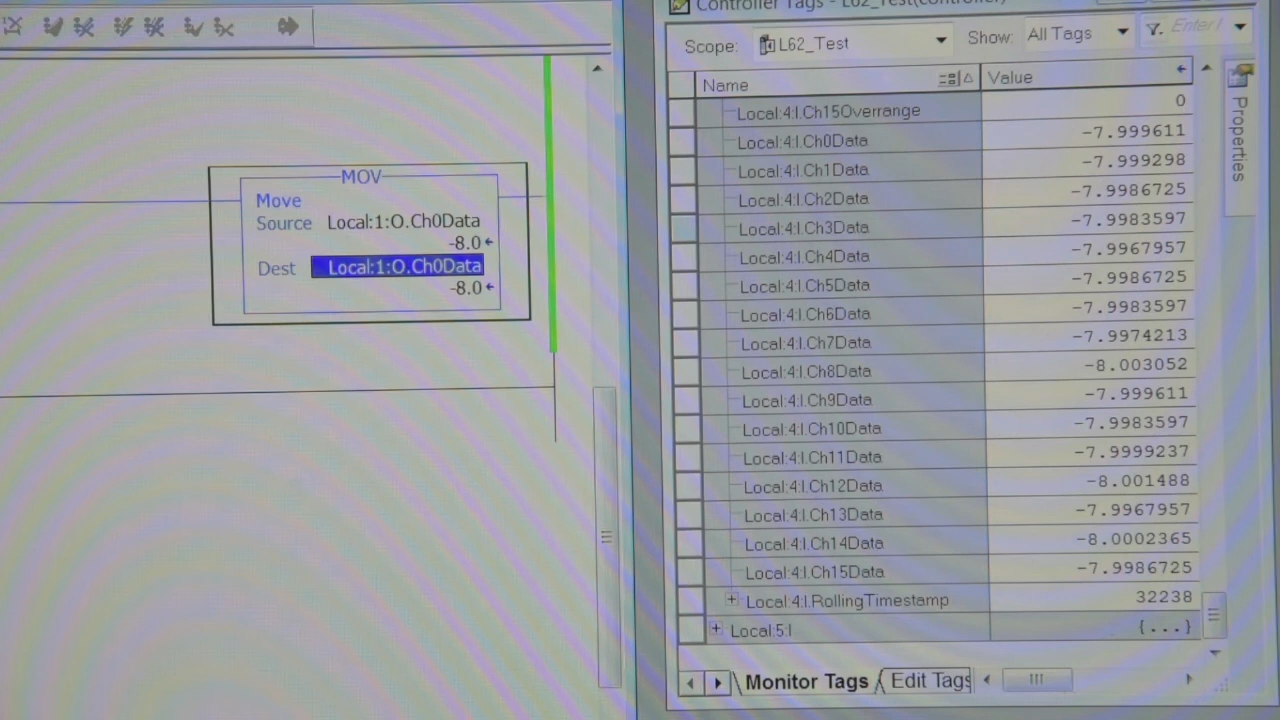 MOV
Move
Source Local:1:O.Ch0Data
-8.0
Dest Local:1:O.Ch0Data
-8.0
Controller Tags - L62_Test(controller)
Scope: L62_Test Show: All Tags
Name Value
Local:4:I.Ch15Overrange 0
Local:4:I.Ch0Data -7.999611
Local:4:I.Ch1Data -7.999298
Local:4:I.Ch2Data -7.9986725
Local:4:I.Ch3Data -7.9983597
Local:4:I.Ch4Data -7.9967957
Local:4:I.Ch5Data -7.9986725
Local:4:I.Ch6Data -7.9983597
Local:4:I.Ch7Data -7.9974213
Local:4:I.Ch8Data -8.003052
Local:4:I.Ch9Data -7.999611
Local:4:I.Ch10Data -7.9983597
Local:4:I.Ch11Data -7.9999237
Local:4:I.Ch12Data -8.001488
Local:4:I.Ch13Data -7.9967957
Local:4:I.Ch14Data -8.0002365
Local:4:I.Ch15Data -7.9986725
Local:4:I.RollingTimestamp 32238
Local:5:I {...}
Monitor Tags Edit Tags
Properties